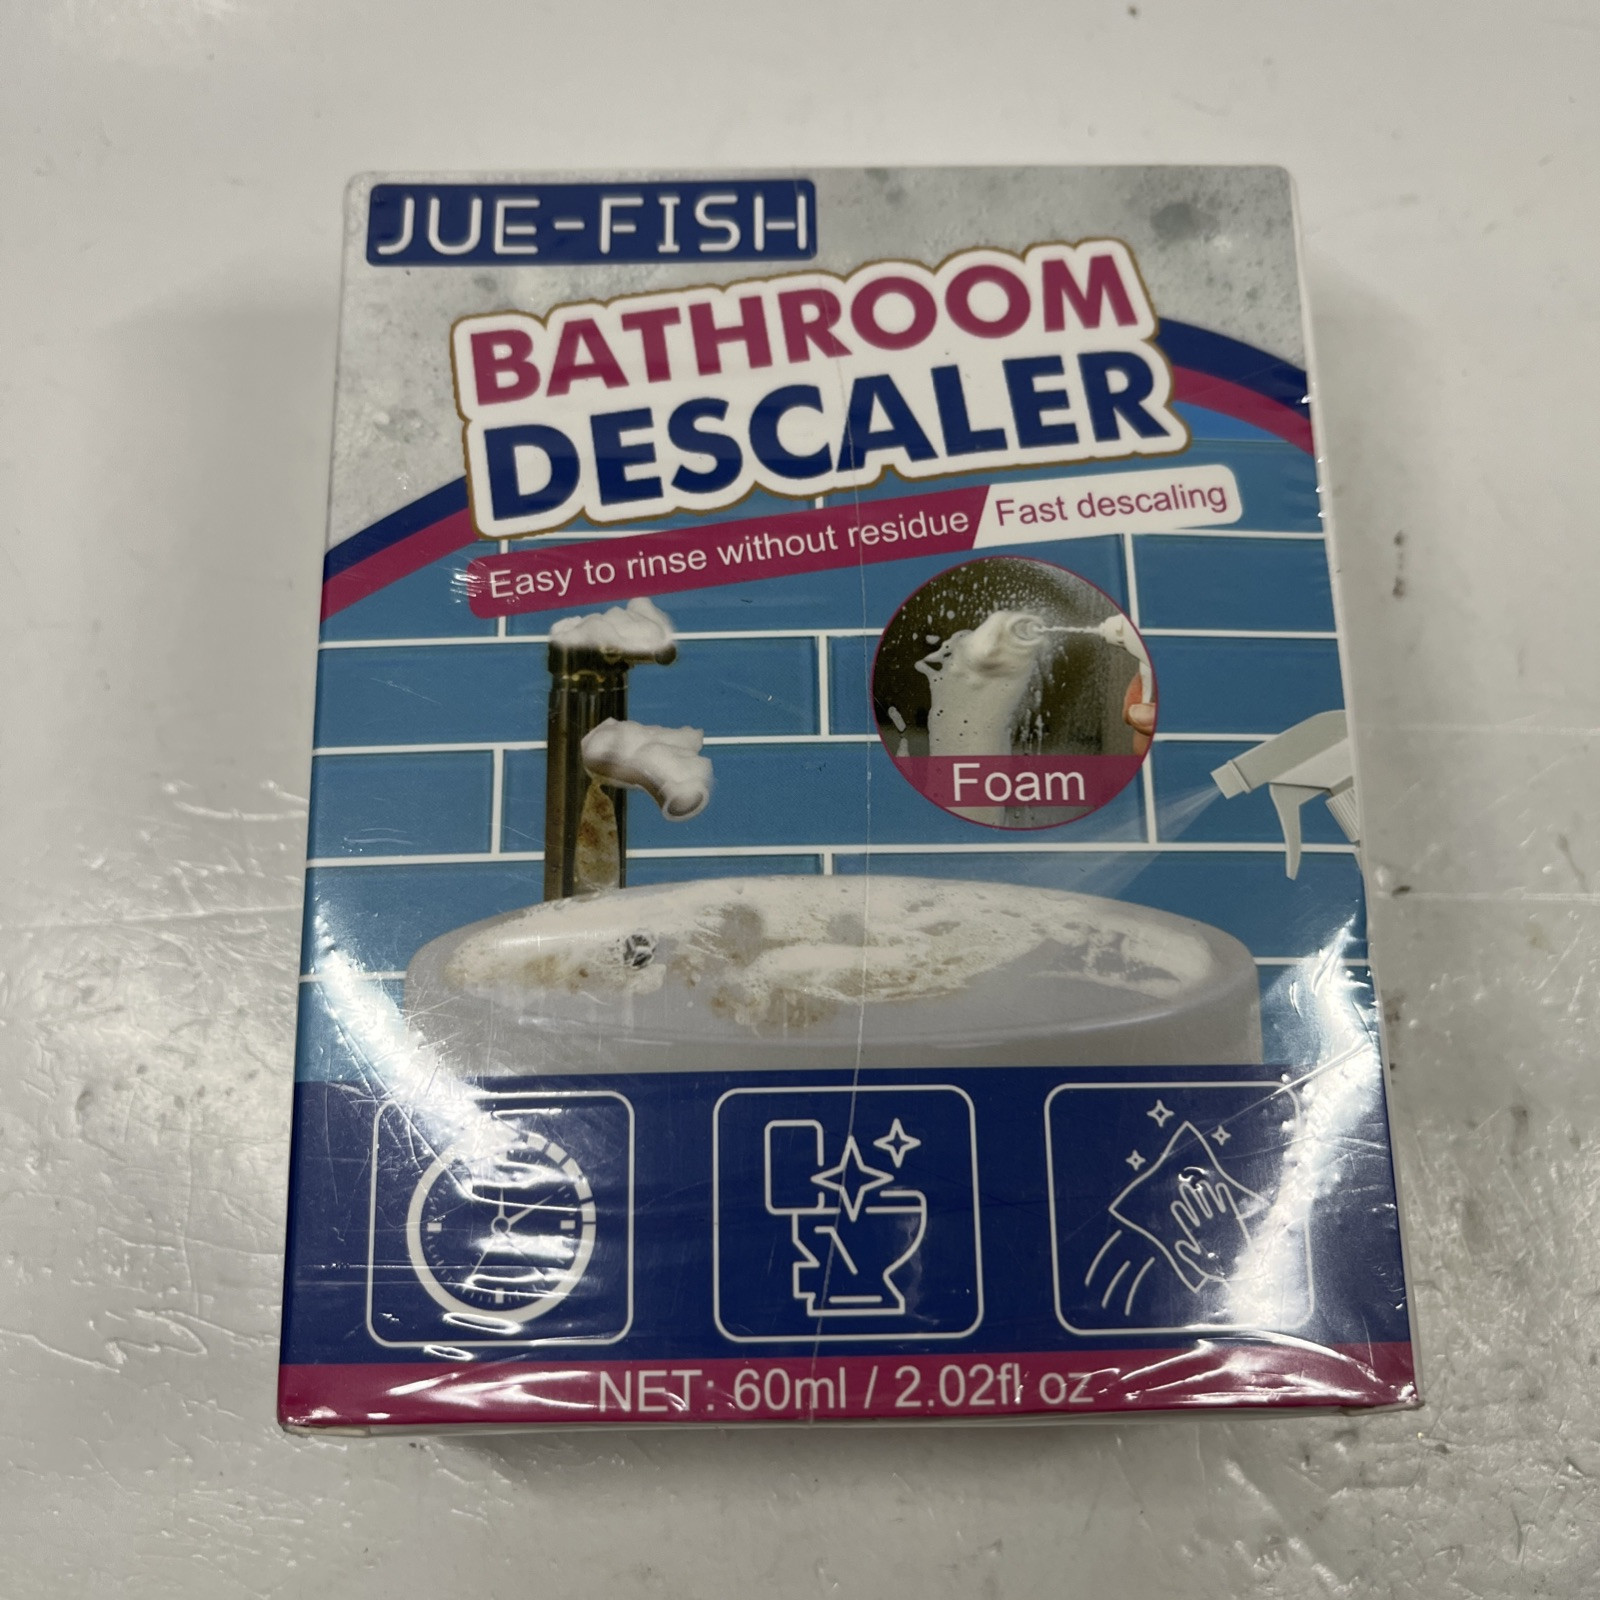 JUE-FISH
BATHROOM
DESCALER
Easy to rinse without residue Fast descaling
Foam
NET: 60ml / 2.02fl oz